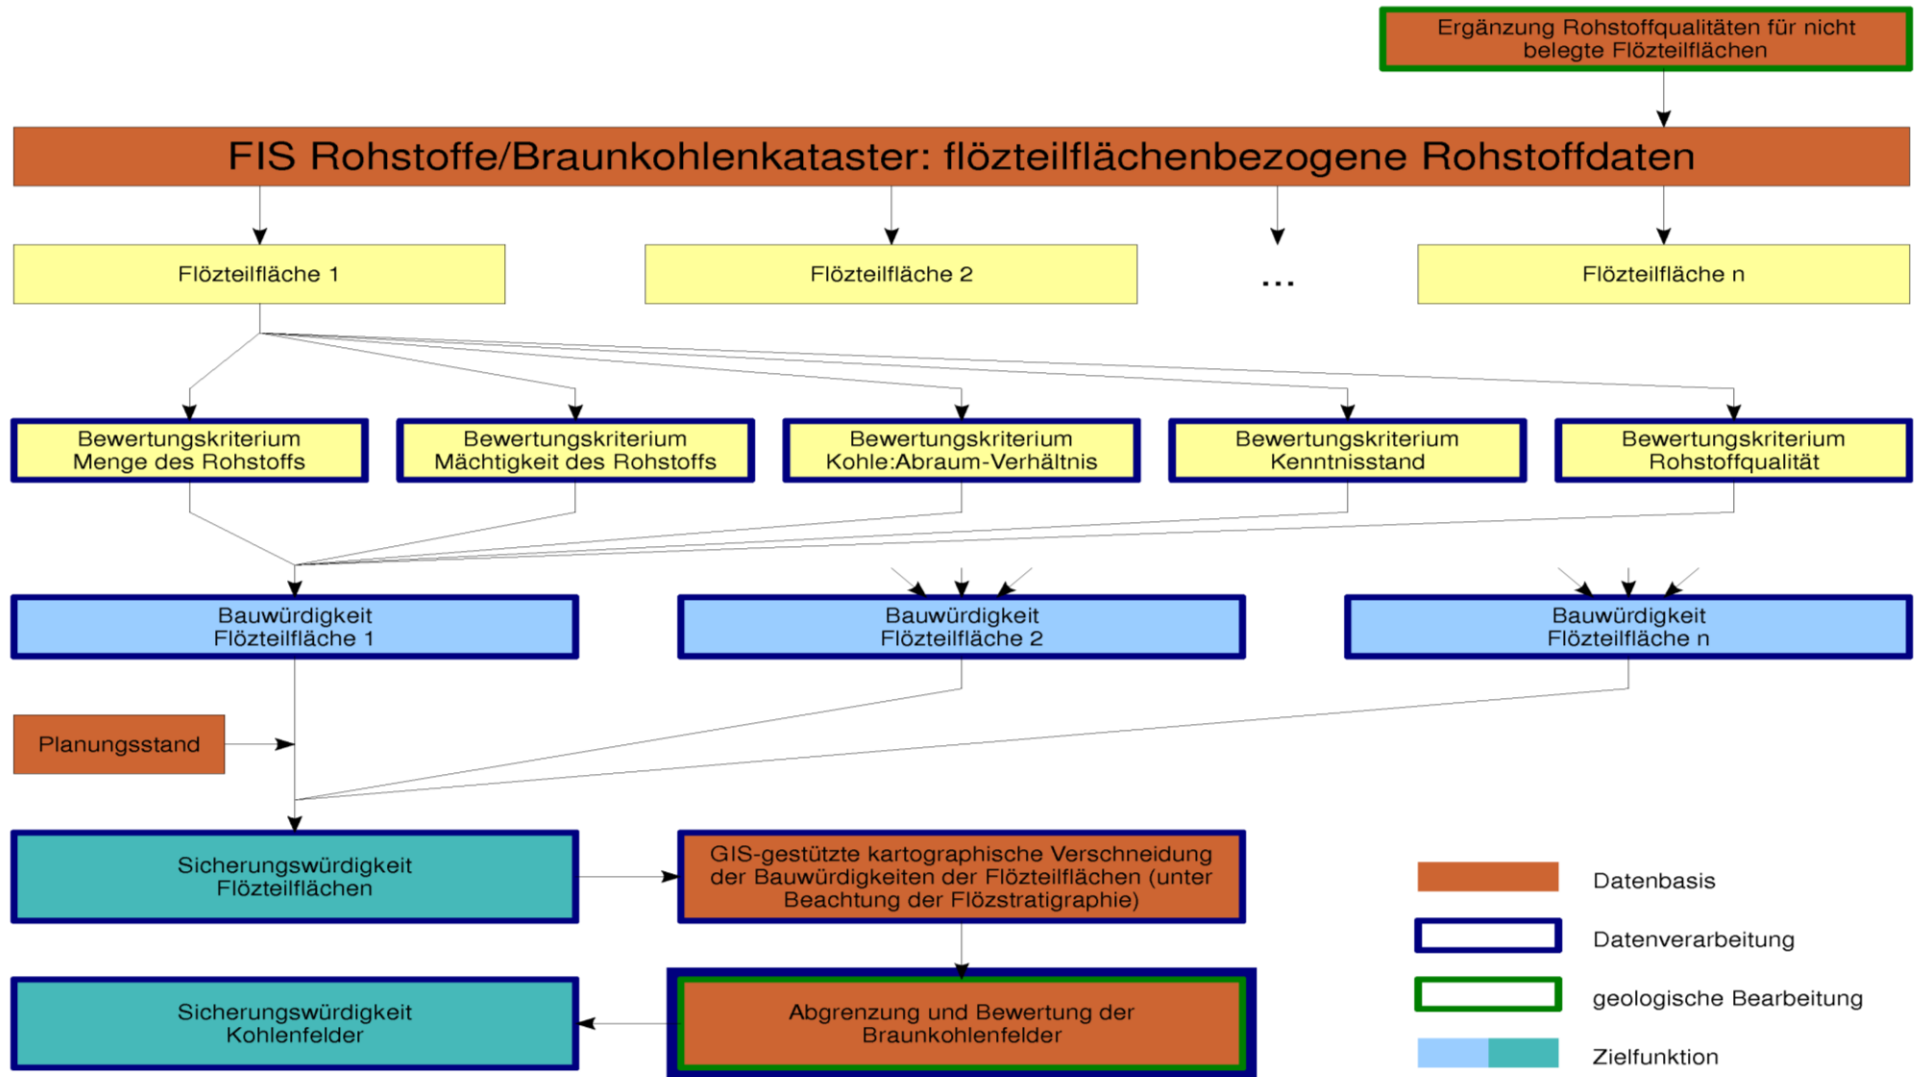 Ergänzung Rohstoffqualitäten für nicht
belegte Flözteilflächen
FIS Rohstoffe/Braunkohlenkataster: flözteilflächenbezogene Rohstoffdaten
Flözteilfläche 1
Flözteilfläche 2
...
Flözteilfläche n
Bewertungskriterium
Menge des Rohstoffs
Bewertungskriterium
Mächtigkeit des Rohstoffs
Bewertungskriterium
Kohle:Abraum-Verhältnis
Bewertungskriterium
Kenntnisstand
Bewertungskriterium
Rohstoffqualität
Bauwürdigkeit
Flözteilfläche 1
Bauwürdigkeit
Flözteilfläche 2
Bauwürdigkeit
Flözteilfläche n
Planungsstand
Sicherungswürdigkeit
Flözteilflächen
GIS-gestützte kartographische Verschneidung
der Bauwürdigkeiten der Flözteilflächen (unter
Beachtung der Flözstratigraphie)
Sicherungswürdigkeit
Kohlenfelder
Abgrenzung und Bewertung der
Braunkohlenfelder
Datenbasis
Datenverarbeitung
geologische Bearbeitung
Zielfunktion